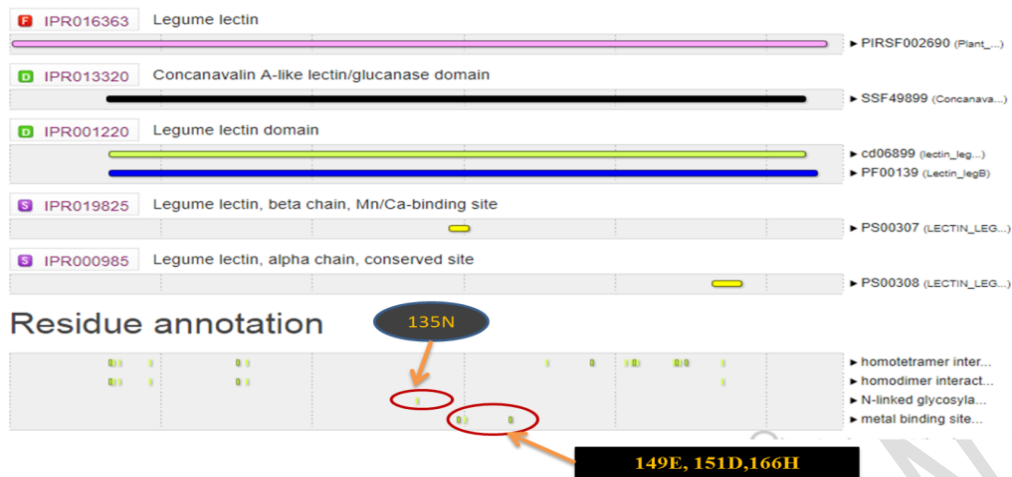 F IPR016363 Legume lectin
► PIRSF002690 (Plant_...)
D IPR013320 Concanavalin A-like lectin/glucanase domain
► SSF49899 (Concanava...)
D IPR001220 Legume lectin domain
► cd06899 (lectin_leg...)
► PF00139 (Lectin_legB)
S IPR019825 Legume lectin, beta chain, Mn/Ca-binding site
► PS00307 (LECTIN_LEG...)
S IPR000985 Legume lectin, alpha chain, conserved site
► PS00308 (LECTIN_LEG...)
Residue annotation
135N
► homotetramer inter...
► homodimer interact...
► N-linked glycosyla...
► metal binding site...
149E, 151D,166H